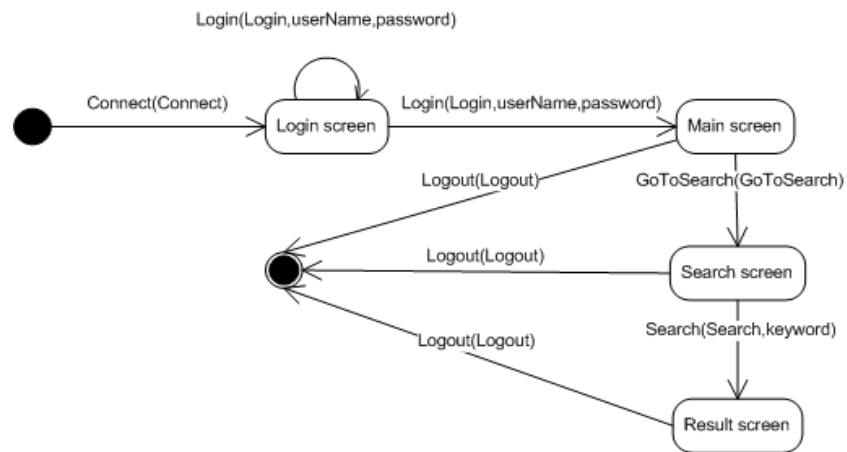 Login(Login,userName,password)
Connect(Connect)
Login screen
Login(Login,userName,password)
Main screen
Logout(Logout)
GoToSearch(GoToSearch)
Logout(Logout)
Search screen
Search(Search,keyword)
Logout(Logout)
Result screen